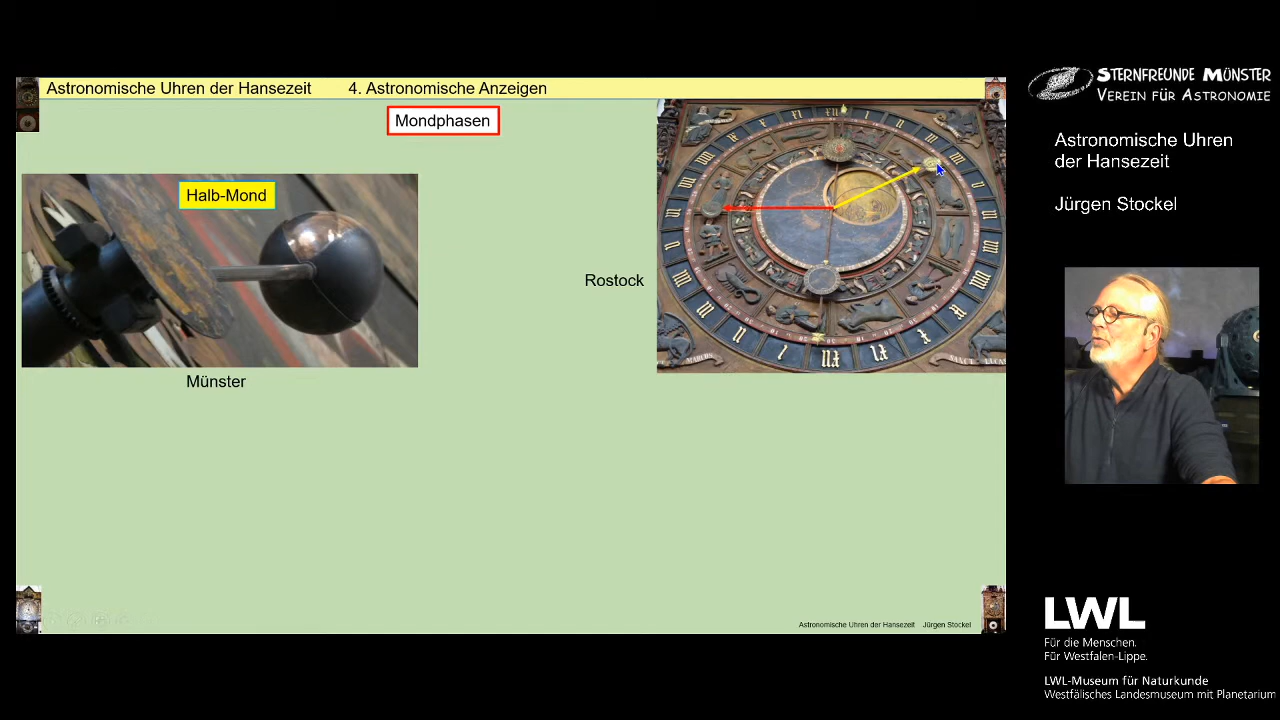 Astronomische Uhren der Hansezeit 4. Astronomische Anzeigen
Mondphasen
Halb-Mond
Münster
Rostock
MARCUS
Astronomische Uhren der Hansezeit Jürgen Stockel
STERNFREUNDE MÜNSTER
VEREIN FÜR ASTRONOMIE
Astronomische Uhren
der Hansezeit
Jürgen Stockel
LWL
Für die Menschen.
Für Westfalen-Lippe.
LWL-Museum für Naturkunde
Westfälisches Landesmuseum mit Planetarium